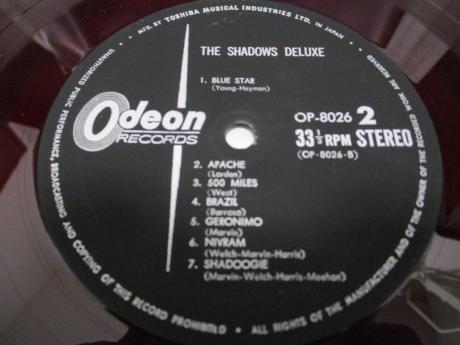 MFD. BY TOSHIBA MUSICAL INDUSTRIES LTD. IN JAPAN •
THE SHADOWS DELUXE
1. BLUE STAR
(Young-Heyman)
Odeon
RECORDS
OP-8026 2
33⅓ RPM STEREO
(OP-8026-B)
2. APACHE
(Lordan)
3. 500 MILES
(West)
4. BRAZIL
(Barroso)
5. GERONIMO
(Marvin)
6. NIVRAM
(Welch-Marvin-Harris)
7. SHADOOGIE
(Marvin-Welch-Harris-Meehan)
UNAUTHORIZED PUBLIC PERFORMANCE, BROADCASTING AND COPYING OF THIS RECORD PROHIBITED • ALL RIGHTS OF THE MANUFACTURER AND OF THE OWNER OF THE RECORDED WORK ARE RESERVED